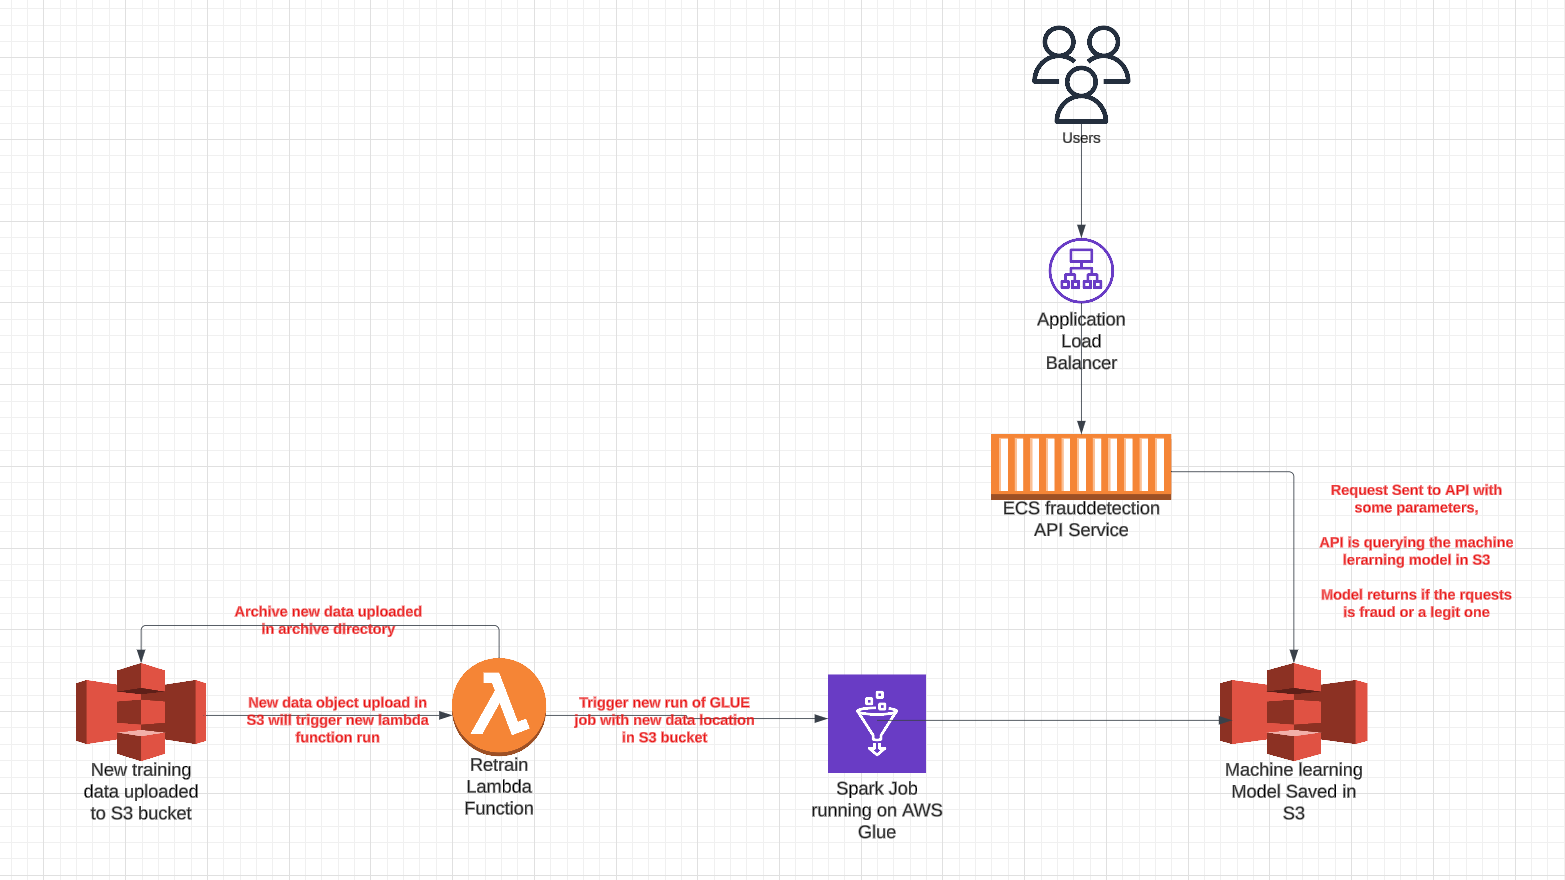 Users
Application
Load
Balancer
ECS frauddetection
API Service
Request Sent to API with
some parameters,
API is querying the machine
lerarning model in S3
Model returns if the rquests
is fraud or a legit one
Archive new data uploaded
in archive directory
New data object upload in
S3 will trigger new lambda
function run
Trigger new run of GLUE
job with new data location
in S3 bucket
New training
data uploaded
to S3 bucket
Retrain
Lambda
Function
Spark Job
running on AWS
Glue
Machine learning
Model Saved in
S3